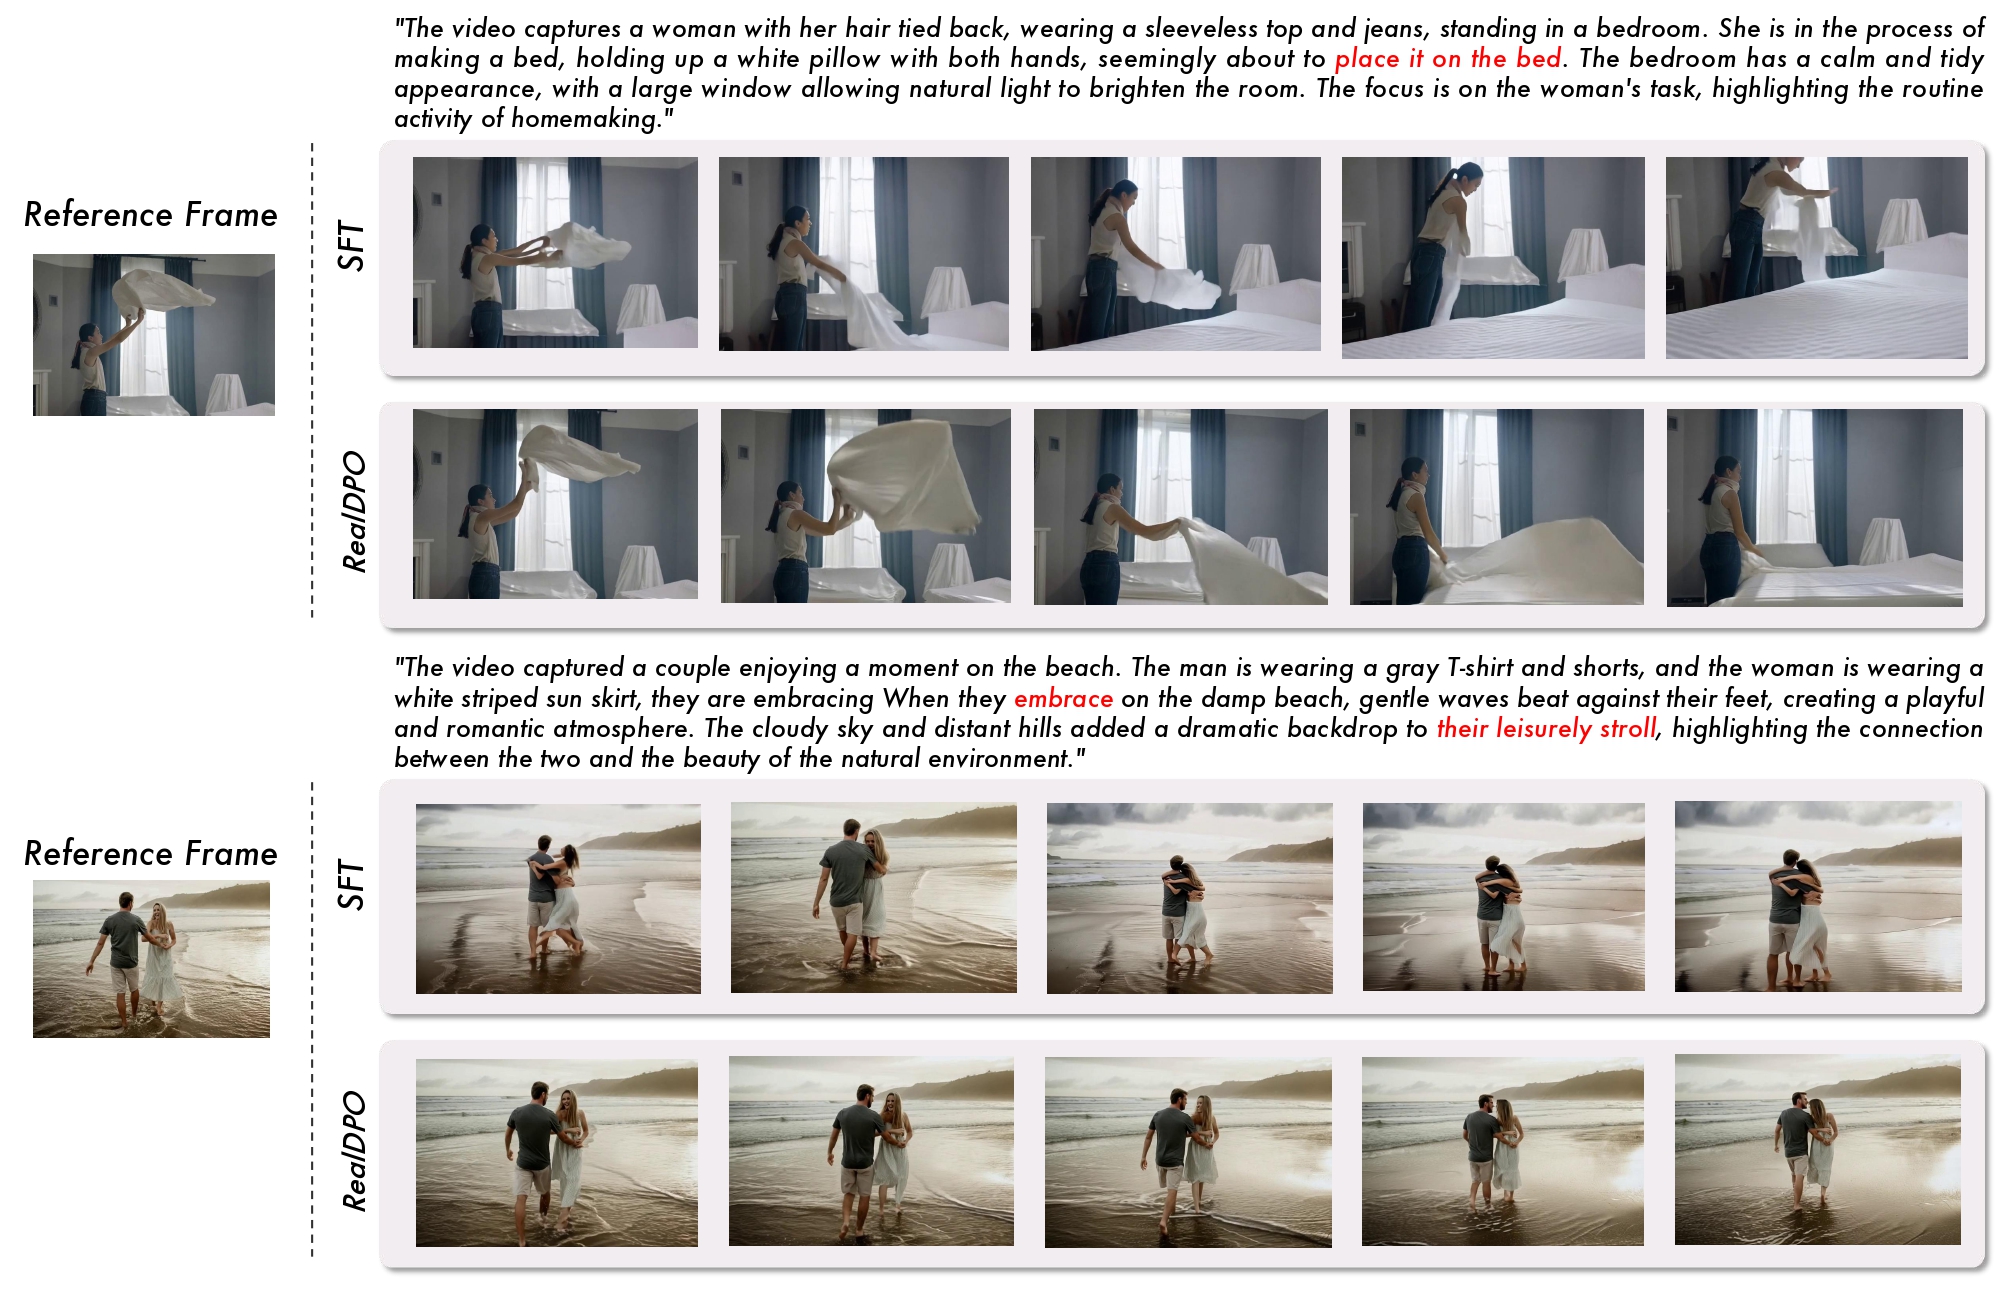 "The video captures a woman with her hair tied back, wearing a sleeveless top and jeans, standing in a bedroom. She is in the process of
making a bed, holding up a white pillow with both hands, seemingly about to place it on the bed. The bedroom has a calm and tidy
appearance, with a large window allowing natural light to brighten the room. The focus is on the woman's task, highlighting the routine
activity of homemaking."
Reference Frame
SFT
RealDPO
"The video captured a couple enjoying a moment on the beach. The man is wearing a gray T-shirt and shorts, and the woman is wearing a
white striped sun skirt, they are embracing When they embrace on the damp beach, gentle waves beat against their feet, creating a playful
and romantic atmosphere. The cloudy sky and distant hills added a dramatic backdrop to their leisurely stroll, highlighting the connection
between the two and the beauty of the natural environment."
Reference Frame
SFT
RealDPO